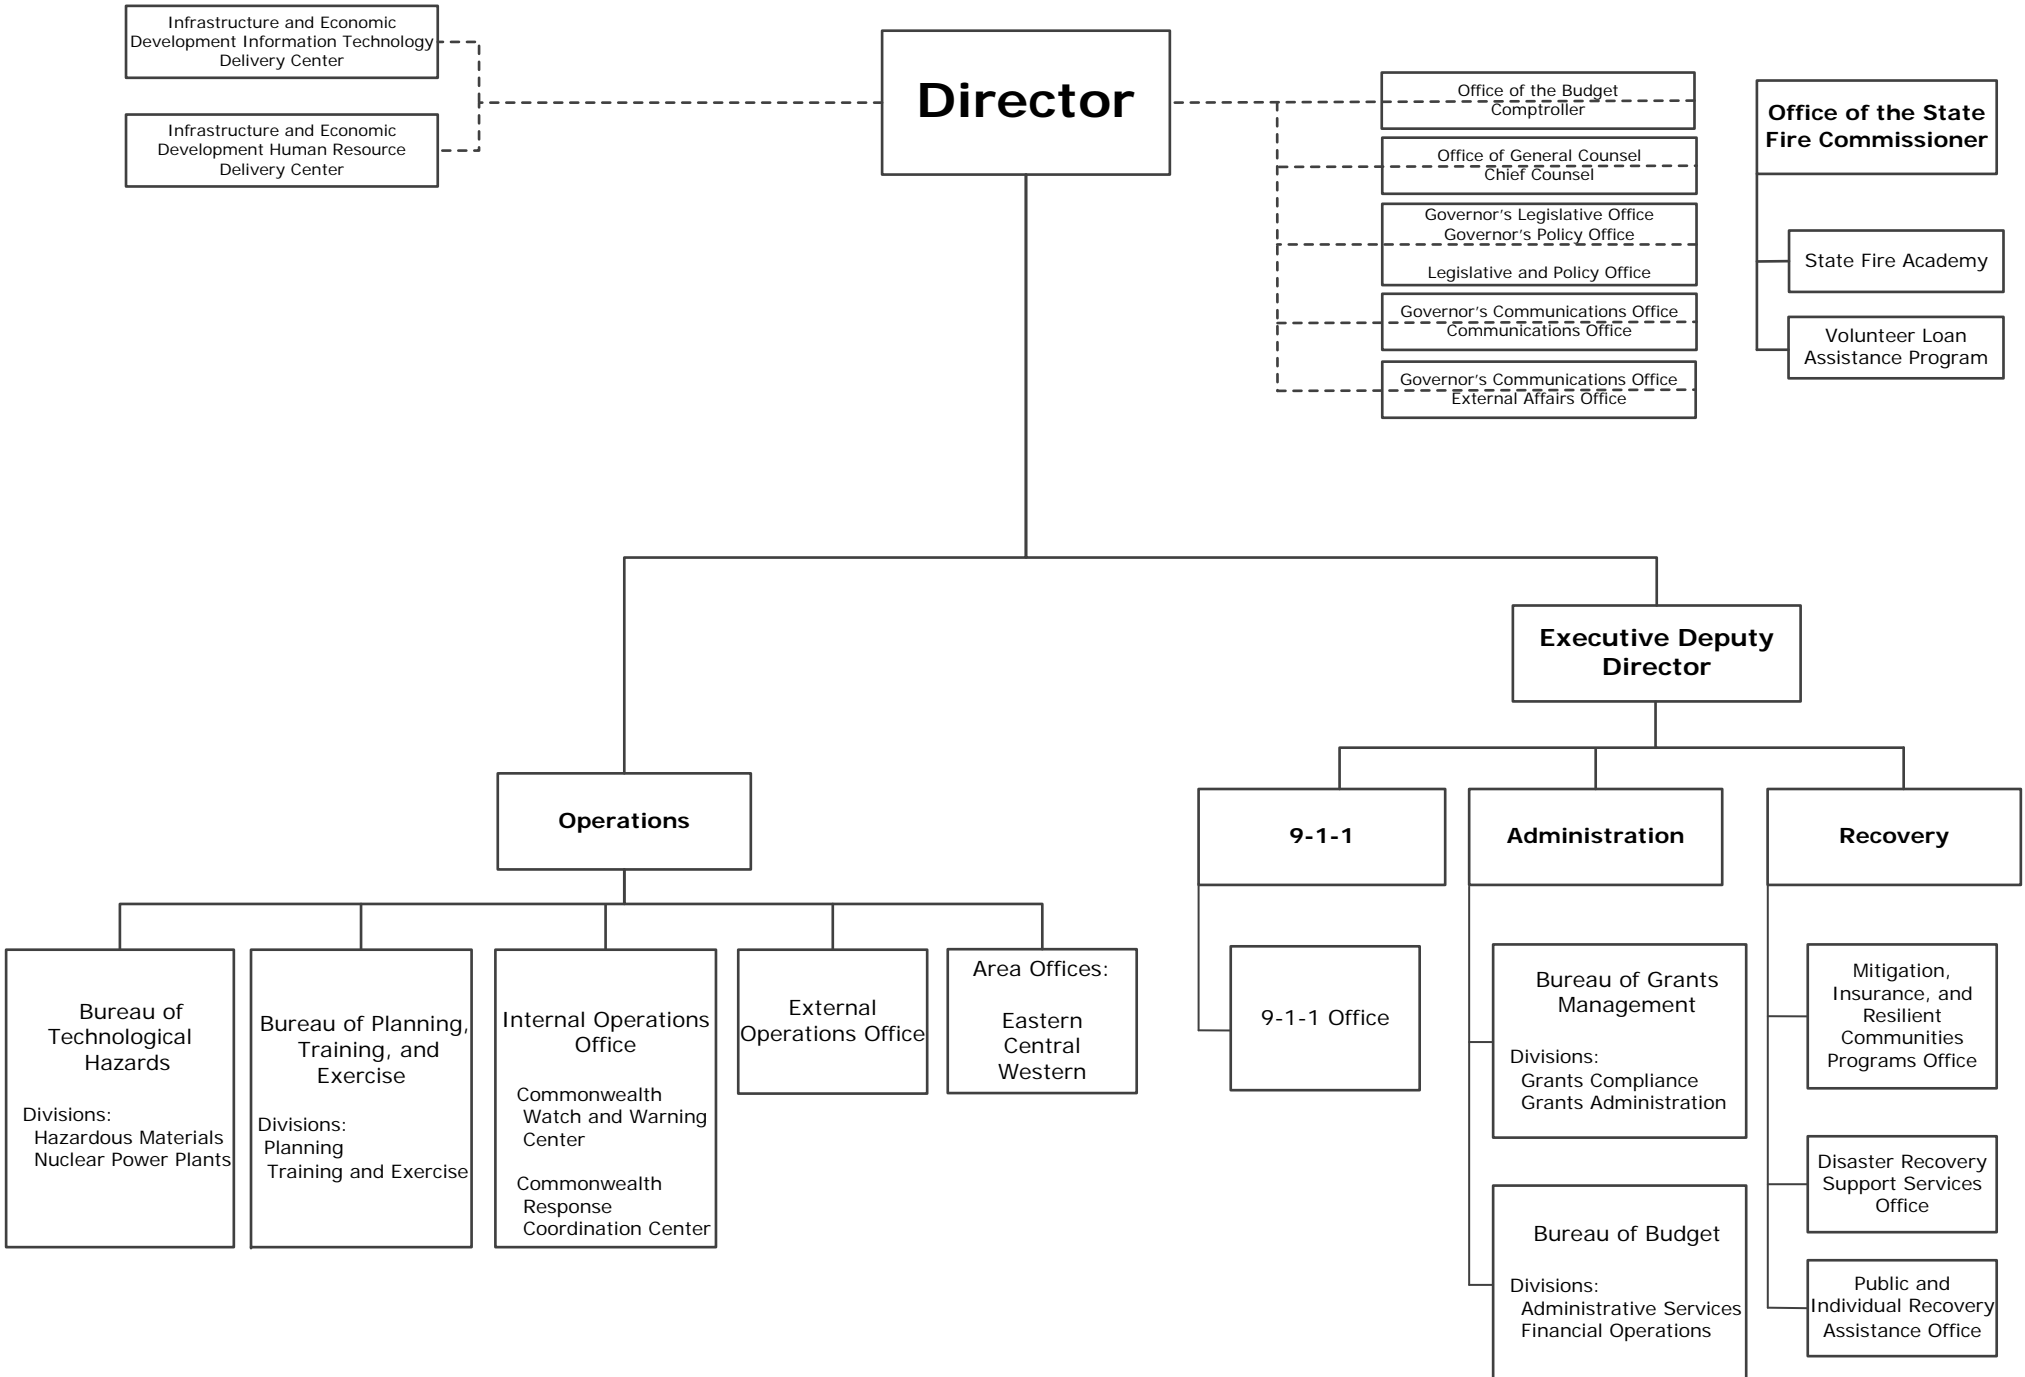 Infrastructure and Economic
Development Information Technology
Delivery Center
Infrastructure and Economic
Development Human Resource
Delivery Center
Director
Office of the Budget
Comptroller
Office of General Counsel
Chief Counsel
Governor's Legislative Office
Governor's Policy Office
Legislative and Policy Office
Governor's Communications Office
Communications Office
Governor's Communications Office
External Affairs Office
Office of the State
Fire Commissioner
State Fire Academy
Volunteer Loan
Assistance Program
Executive Deputy
Director
Operations
9-1-1
Administration
Recovery
Bureau of
Technological
Hazards
Divisions:
Hazardous Materials
Nuclear Power Plants
Bureau of Planning,
Training, and
Exercise
Divisions:
Planning
Training and Exercise
Internal Operations
Office
Commonwealth
Watch and Warning
Center
Commonwealth
Response
Coordination Center
External
Operations Office
Area Offices:
Eastern
Central
Western
9-1-1 Office
Bureau of Grants
Management
Divisions:
Grants Compliance
Grants Administration
Bureau of Budget
Divisions:
Administrative Services
Financial Operations
Mitigation,
Insurance, and
Resilient
Communities
Programs Office
Disaster Recovery
Support Services
Office
Public and
Individual Recovery
Assistance Office